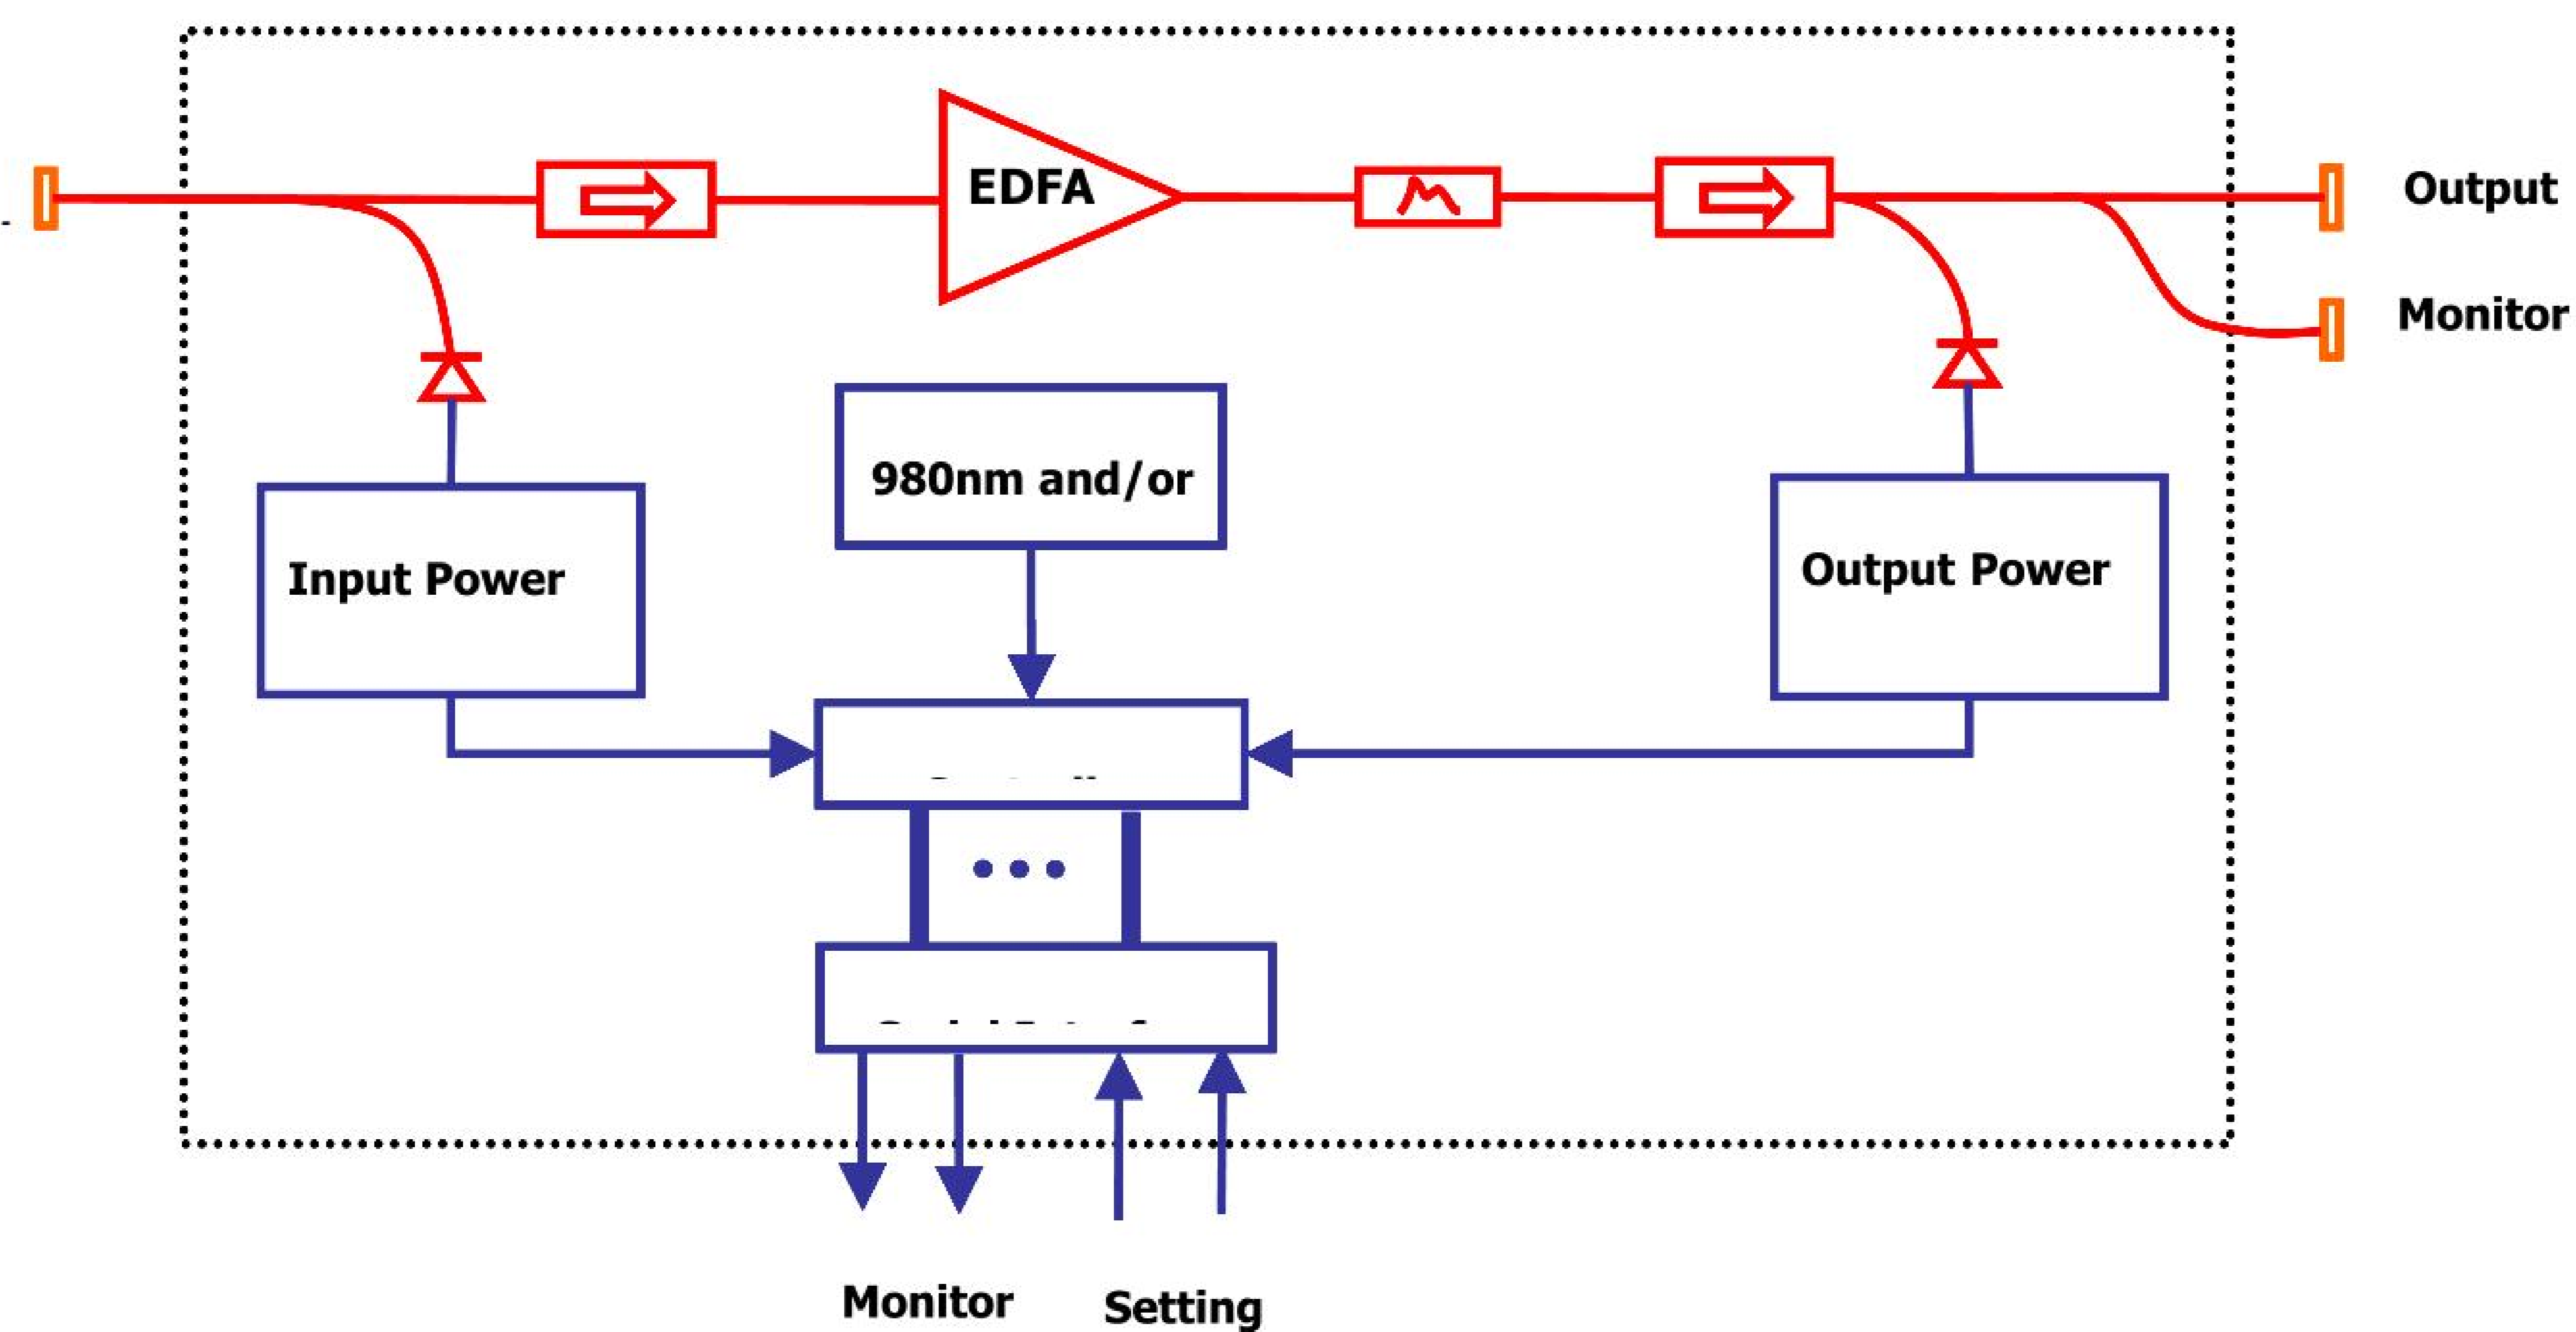 EDFA
Output
Monitor
980nm and/or
Input Power
Output Power
Monitor
Setting